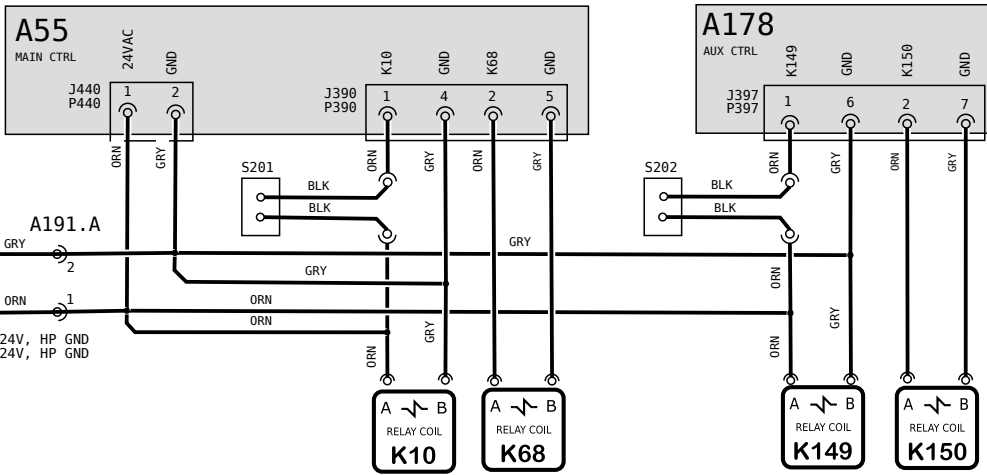 A55
MAIN CTRL
24VAC
GND
K10
GND
K68
GND
J440
P440
1
2
J390
P390
1
4
2
5
A178
AUX CTRL
K149
GND
K150
GND
J397
P397
1
6
2
7
ORN
GRY
ORN
GRY
ORN
GRY
ORN
GRY
ORN
GRY
S201
BLK
BLK
S202
BLK
BLK
A191.A
GRY
2
GRY
GRY
ORN
ORN
1
ORN
ORN
24V, HP GND
24V, HP GND
ORN
GRY
ORN
GRY
A B
RELAY COIL
K10
A B
RELAY COIL
K68
A B
RELAY COIL
K149
A B
RELAY COIL
K150